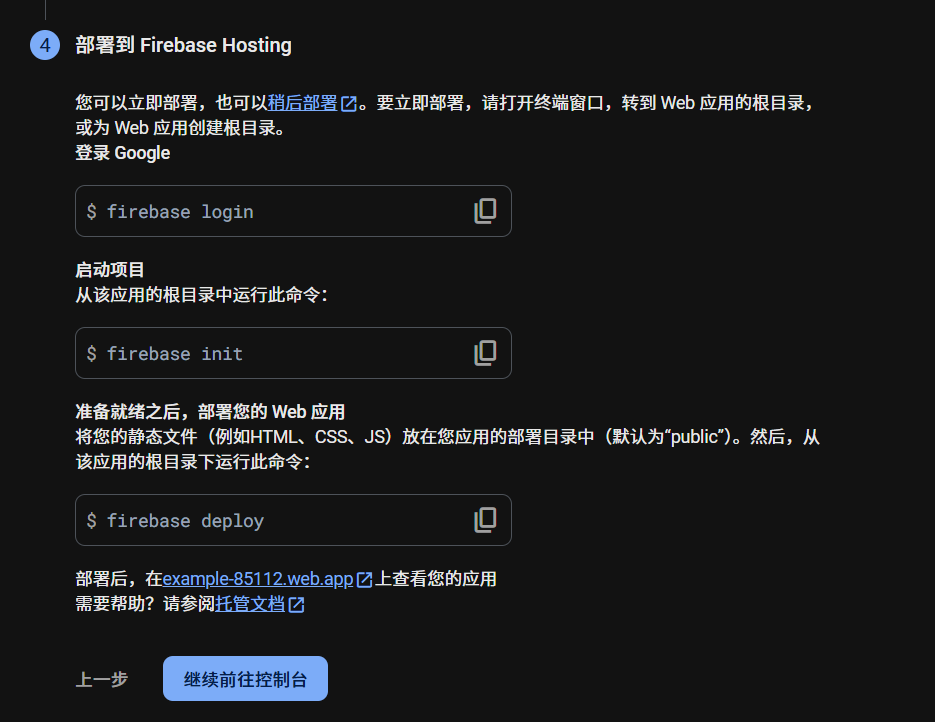 4 部署到 Firebase Hosting
您可以立即部署，也可以稍后部署。要立即部署，请打开终端窗口，转到 Web 应用的根目录，
或为 Web 应用创建根目录。
登录 Google
$ firebase login
启动项目
从该应用的根目录中运行此命令：
$ firebase init
准备就绪之后，部署您的 Web 应用
将您的静态文件（例如HTML、CSS、JS）放在您应用的部署目录中（默认为“public”）。然后，从
该应用的根目录下运行此命令：
$ firebase deploy
部署后，在example-85112.web.app上查看您的应用
需要帮助？请参阅托管文档
上一步 继续前往控制台